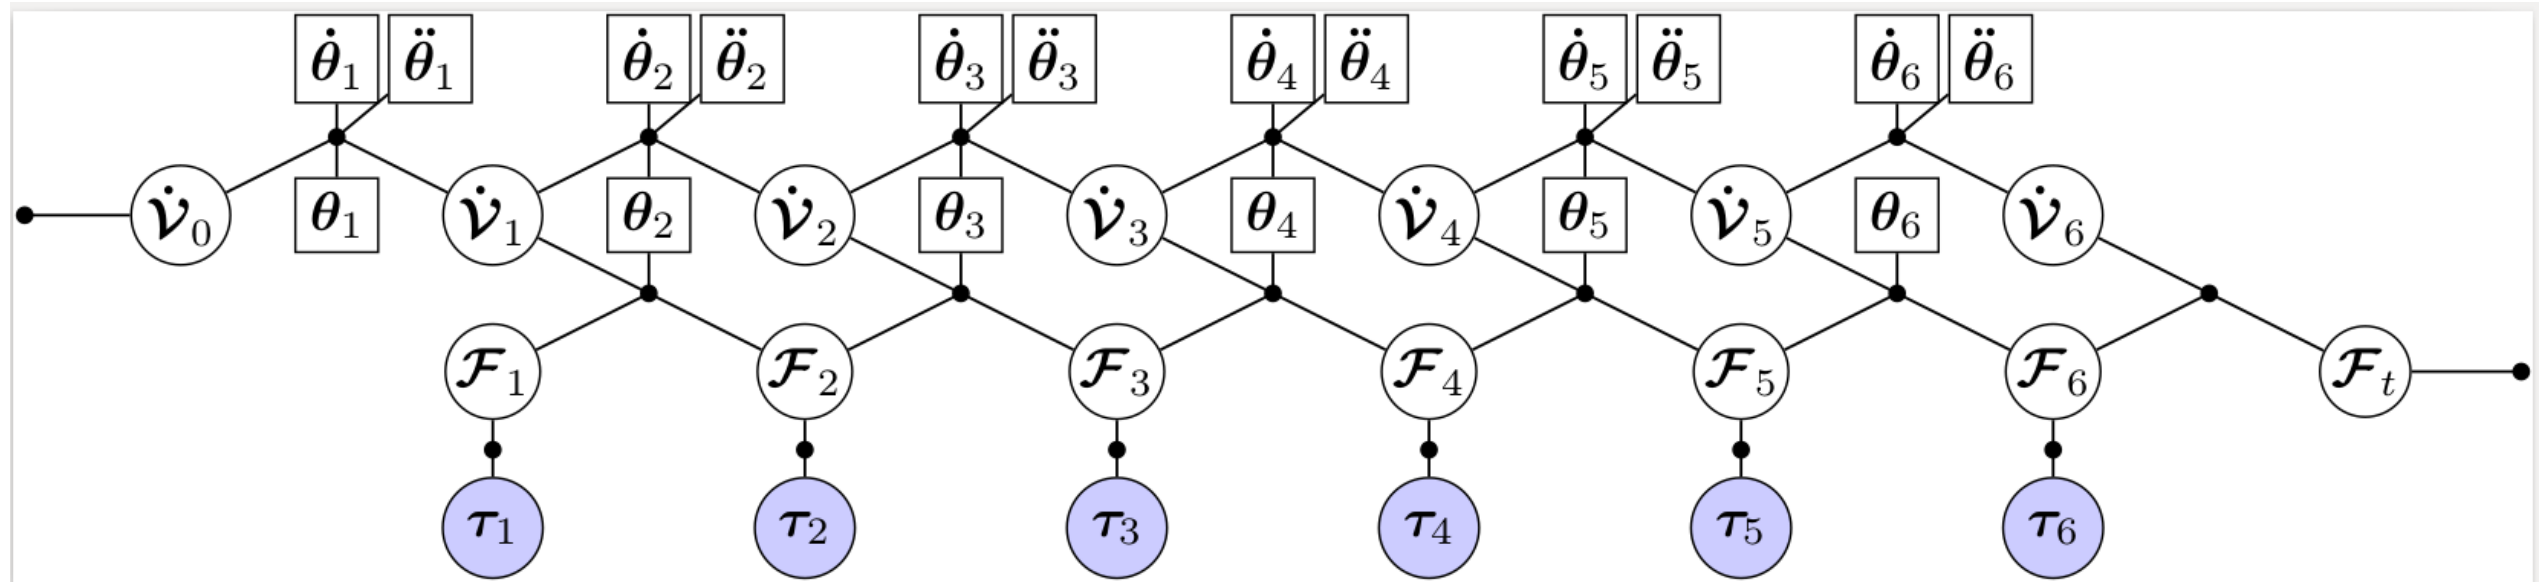 θ̇₁ θ̈₁ θ̇₂ θ̈₂ θ̇₃ θ̈₃ θ̇₄ θ̈₄ θ̇₅ θ̈₅ θ̇₆ θ̈₆
𝓥̇₀ θ₁ 𝓥̇₁ θ₂ 𝓥̇₂ θ₃ 𝓥̇₃ θ₄ 𝓥̇₄ θ₅ 𝓥̇₅ θ₆ 𝓥̇₆
𝓕₁ 𝓕₂ 𝓕₃ 𝓕₄ 𝓕₅ 𝓕₆ 𝓕ₜ
τ₁ τ₂ τ₃ τ₄ τ₅ τ₆